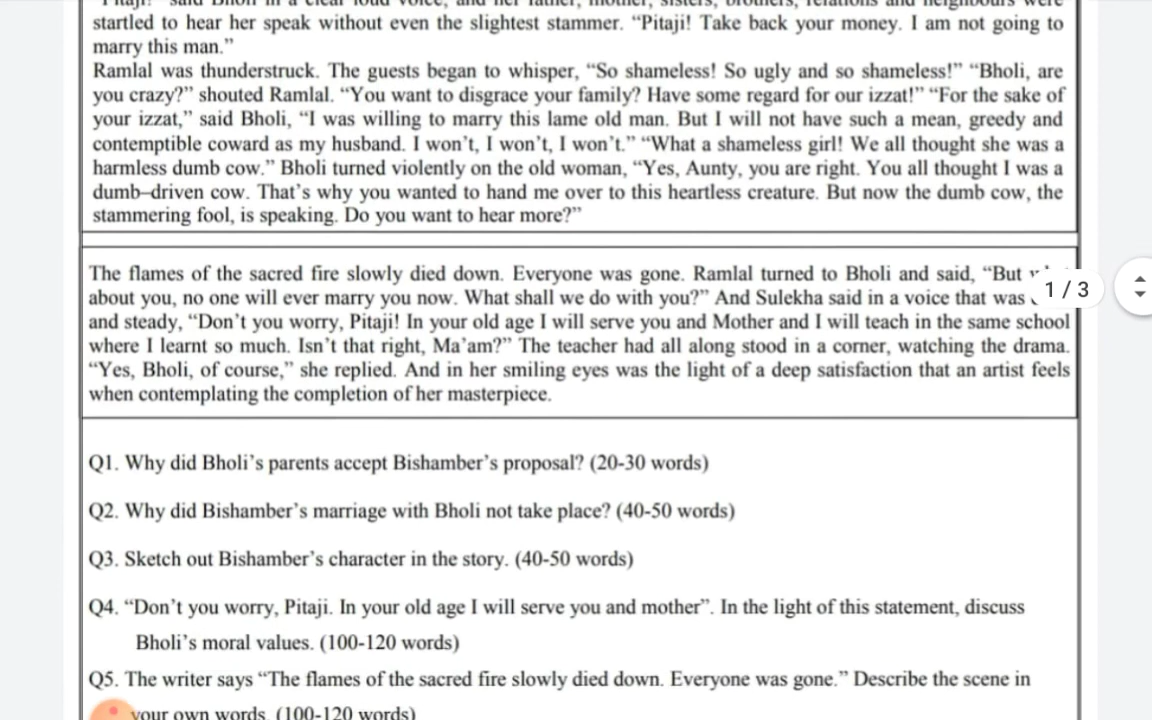 startled to hear her speak without even the slightest stammer. “Pitaji! Take back your money. I am not going to
marry this man.”
Ramlal was thunderstruck. The guests began to whisper, “So shameless! So ugly and so shameless!” “Bholi, are
you crazy?” shouted Ramlal. “You want to disgrace your family? Have some regard for our izzat!” “For the sake of
your izzat,” said Bholi, “I was willing to marry this lame old man. But I will not have such a mean, greedy and
contemptible coward as my husband. I won’t, I won’t, I won’t.” “What a shameless girl! We all thought she was a
harmless dumb cow.” Bholi turned violently on the old woman, “Yes, Aunty, you are right. You all thought I was a
dumb–driven cow. That’s why you wanted to hand me over to this heartless creature. But now the dumb cow, the
stammering fool, is speaking. Do you want to hear more?”
The flames of the sacred fire slowly died down. Everyone was gone. Ramlal turned to Bholi and said, “But
about you, no one will ever marry you now. What shall we do with you?” And Sulekha said in a voice that was
1 / 3
and steady, “Don’t you worry, Pitaji! In your old age I will serve you and Mother and I will teach in the same school
where I learnt so much. Isn’t that right, Ma’am?” The teacher had all along stood in a corner, watching the drama.
“Yes, Bholi, of course,” she replied. And in her smiling eyes was the light of a deep satisfaction that an artist feels
when contemplating the completion of her masterpiece.
Q1. Why did Bholi’s parents accept Bishamber’s proposal? (20-30 words)
Q2. Why did Bishamber’s marriage with Bholi not take place? (40-50 words)
Q3. Sketch out Bishamber’s character in the story. (40-50 words)
Q4. “Don’t you worry, Pitaji. In your old age I will serve you and mother”. In the light of this statement, discuss
Bholi’s moral values. (100-120 words)
Q5. The writer says “The flames of the sacred fire slowly died down. Everyone was gone.” Describe the scene in
your own words. (100-120 words)